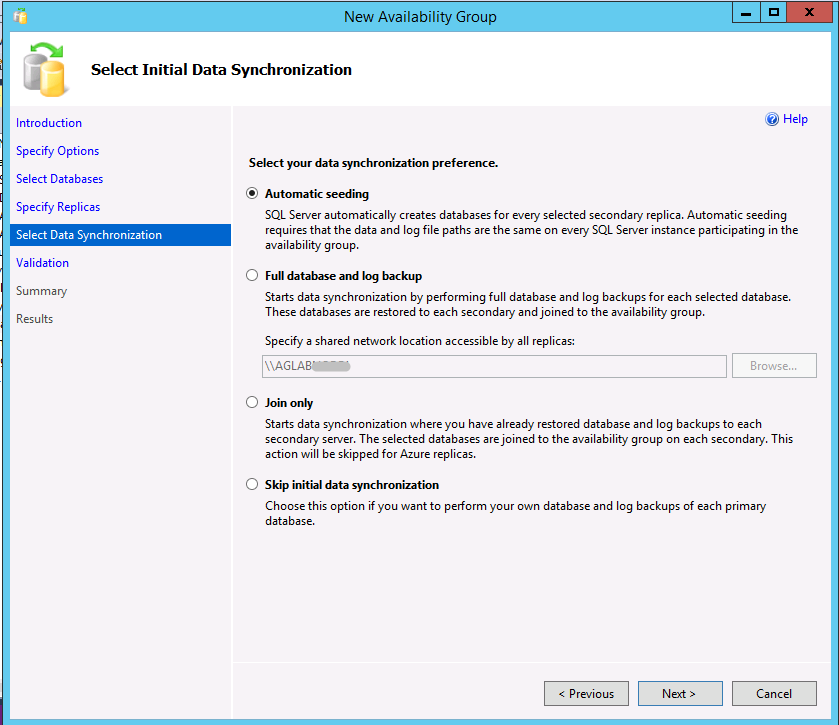 New Availability Group
Select Initial Data Synchronization
Help
Introduction
Specify Options
Select Databases
Specify Replicas
Select Data Synchronization
Validation
Summary
Results
Select your data synchronization preference.
Automatic seeding
SQL Server automatically creates databases for every selected secondary replica. Automatic seeding
requires that the data and log file paths are the same on every SQL Server instance participating in the
availability group.
Full database and log backup
Starts data synchronization by performing full database and log backups for each selected database.
These databases are restored to each secondary and joined to the availability group.
Specify a shared network location accessible by all replicas:
Browse...
Join only
Starts data synchronization where you have already restored database and log backups to each
secondary server. The selected databases are joined to the availability group on each secondary. This
action will be skipped for Azure replicas.
Skip initial data synchronization
Choose this option if you want to perform your own database and log backups of each primary
database.
< Previous
Next >
Cancel